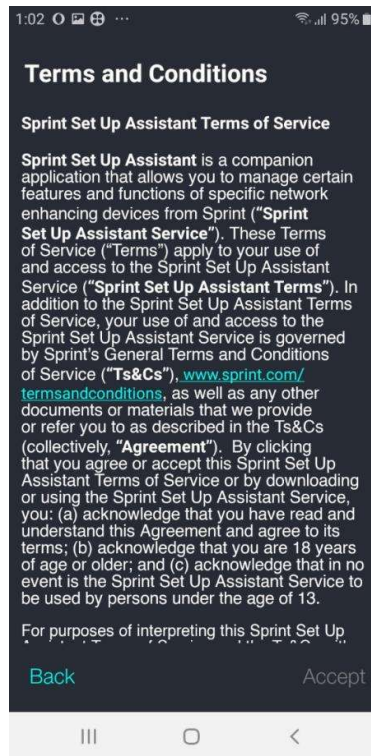 1:02 ... 95%
Terms and Conditions
Sprint Set Up Assistant Terms of Service
Sprint Set Up Assistant is a companion
application that allows you to manage certain
features and functions of specific network
enhancing devices from Sprint (“Sprint
Set Up Assistant Service”). These Terms
of Service (“Terms”) apply to your use of
and access to the Sprint Set Up Assistant
Service (“Sprint Set Up Assistant Terms”). In
addition to the Sprint Set Up Assistant Terms
of Service, your use of and access to the
Sprint Set Up Assistant Service is governed
by Sprint’s General Terms and Conditions
of Service (“Ts&Cs”), www.sprint.com/
termsandconditions, as well as any other
documents or materials that we provide
or refer you to as described in the Ts&Cs
(collectively, “Agreement”). By clicking
that you agree or accept this Sprint Set Up
Assistant Terms of Service or by downloading
or using the Sprint Set Up Assistant Service,
you: (a) acknowledge that you have read and
understand this Agreement and agree to its
terms; (b) acknowledge that you are 18 years
of age or older; and (c) acknowledge that in no
event is the Sprint Set Up Assistant Service to
be used by persons under the age of 13.
For purposes of interpreting this Sprint Set Up
Back Accept